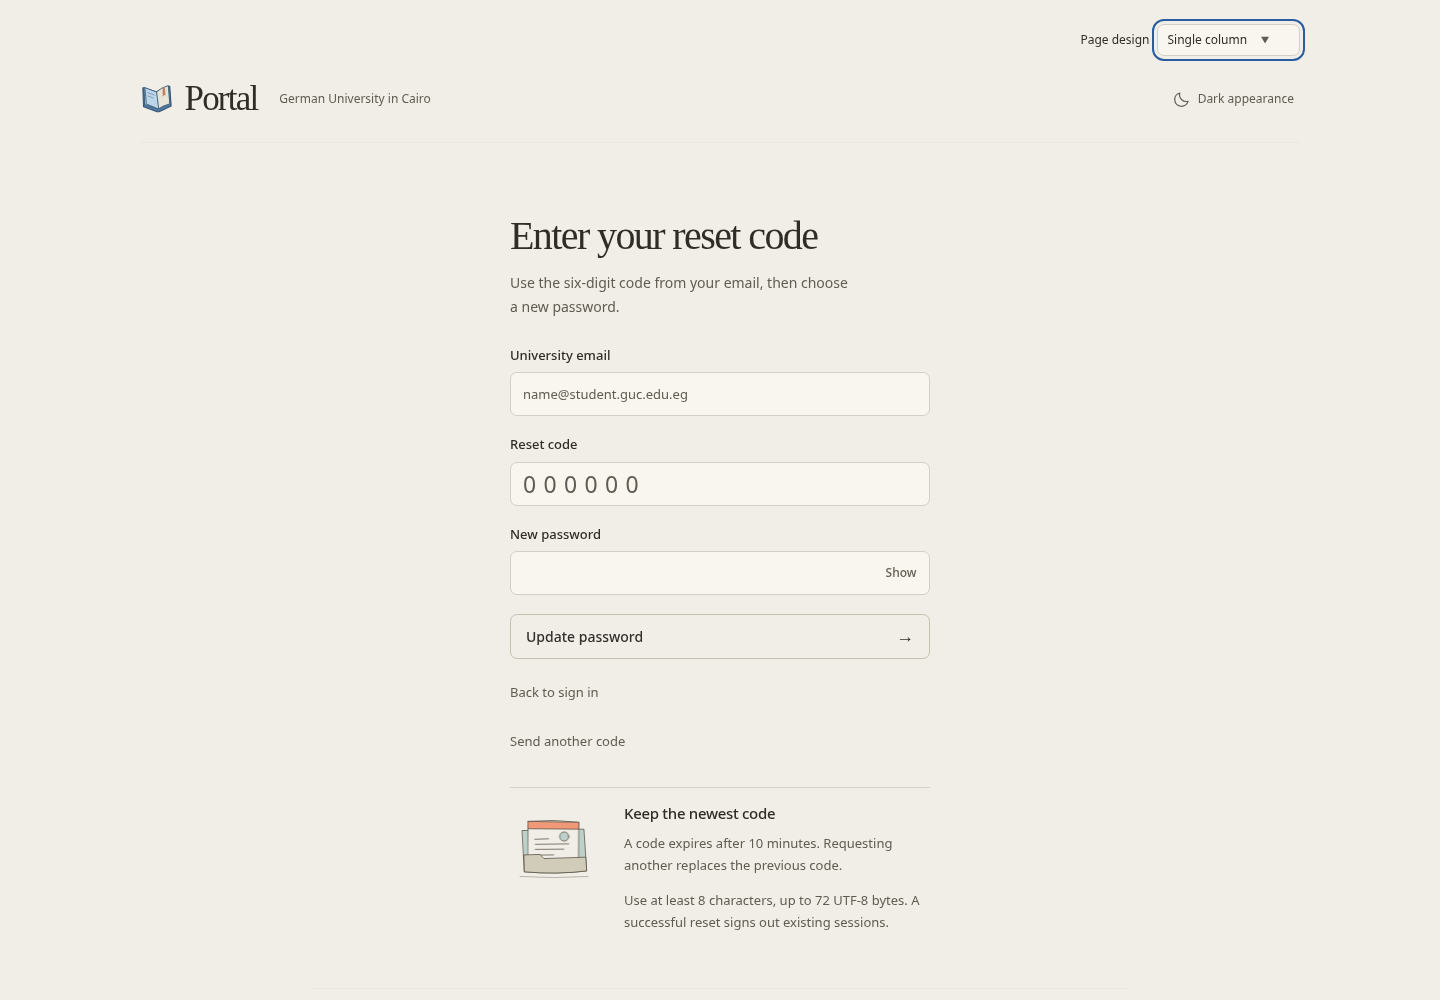 Page design
Single column
Portal
German University in Cairo
Dark appearance
Enter your reset code
Use the six-digit code from your email, then choose
a new password.
University email
name@student.guc.edu.eg
Reset code
000000
New password
Show
Update password →
Back to sign in
Send another code
Keep the newest code
A code expires after 10 minutes. Requesting
another replaces the previous code.
Use at least 8 characters, up to 72 UTF-8 bytes. A
successful reset signs out existing sessions.